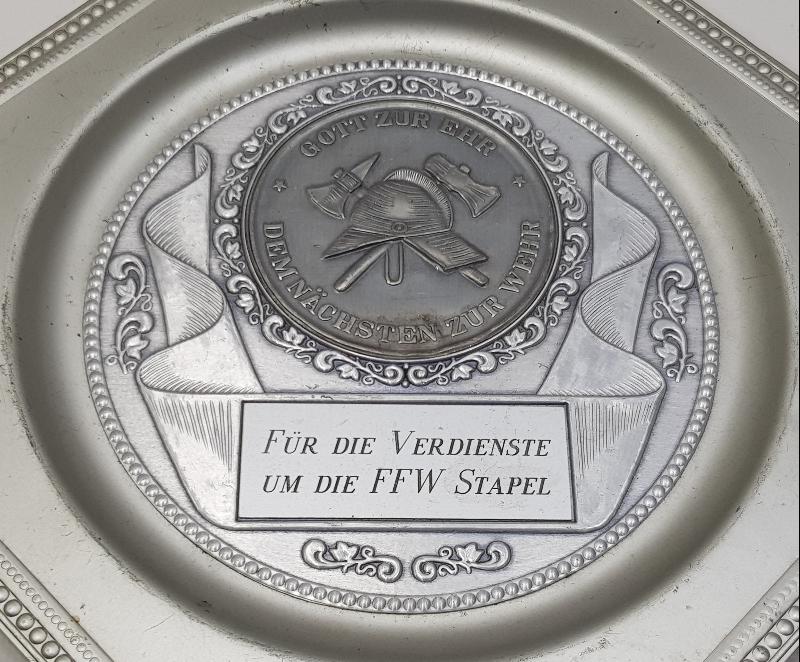 GOTT ZUR EHR
DEM NÄCHSTEN ZUR WEHR
FÜR DIE VERDIENSTE
UM DIE FFW STAPEL